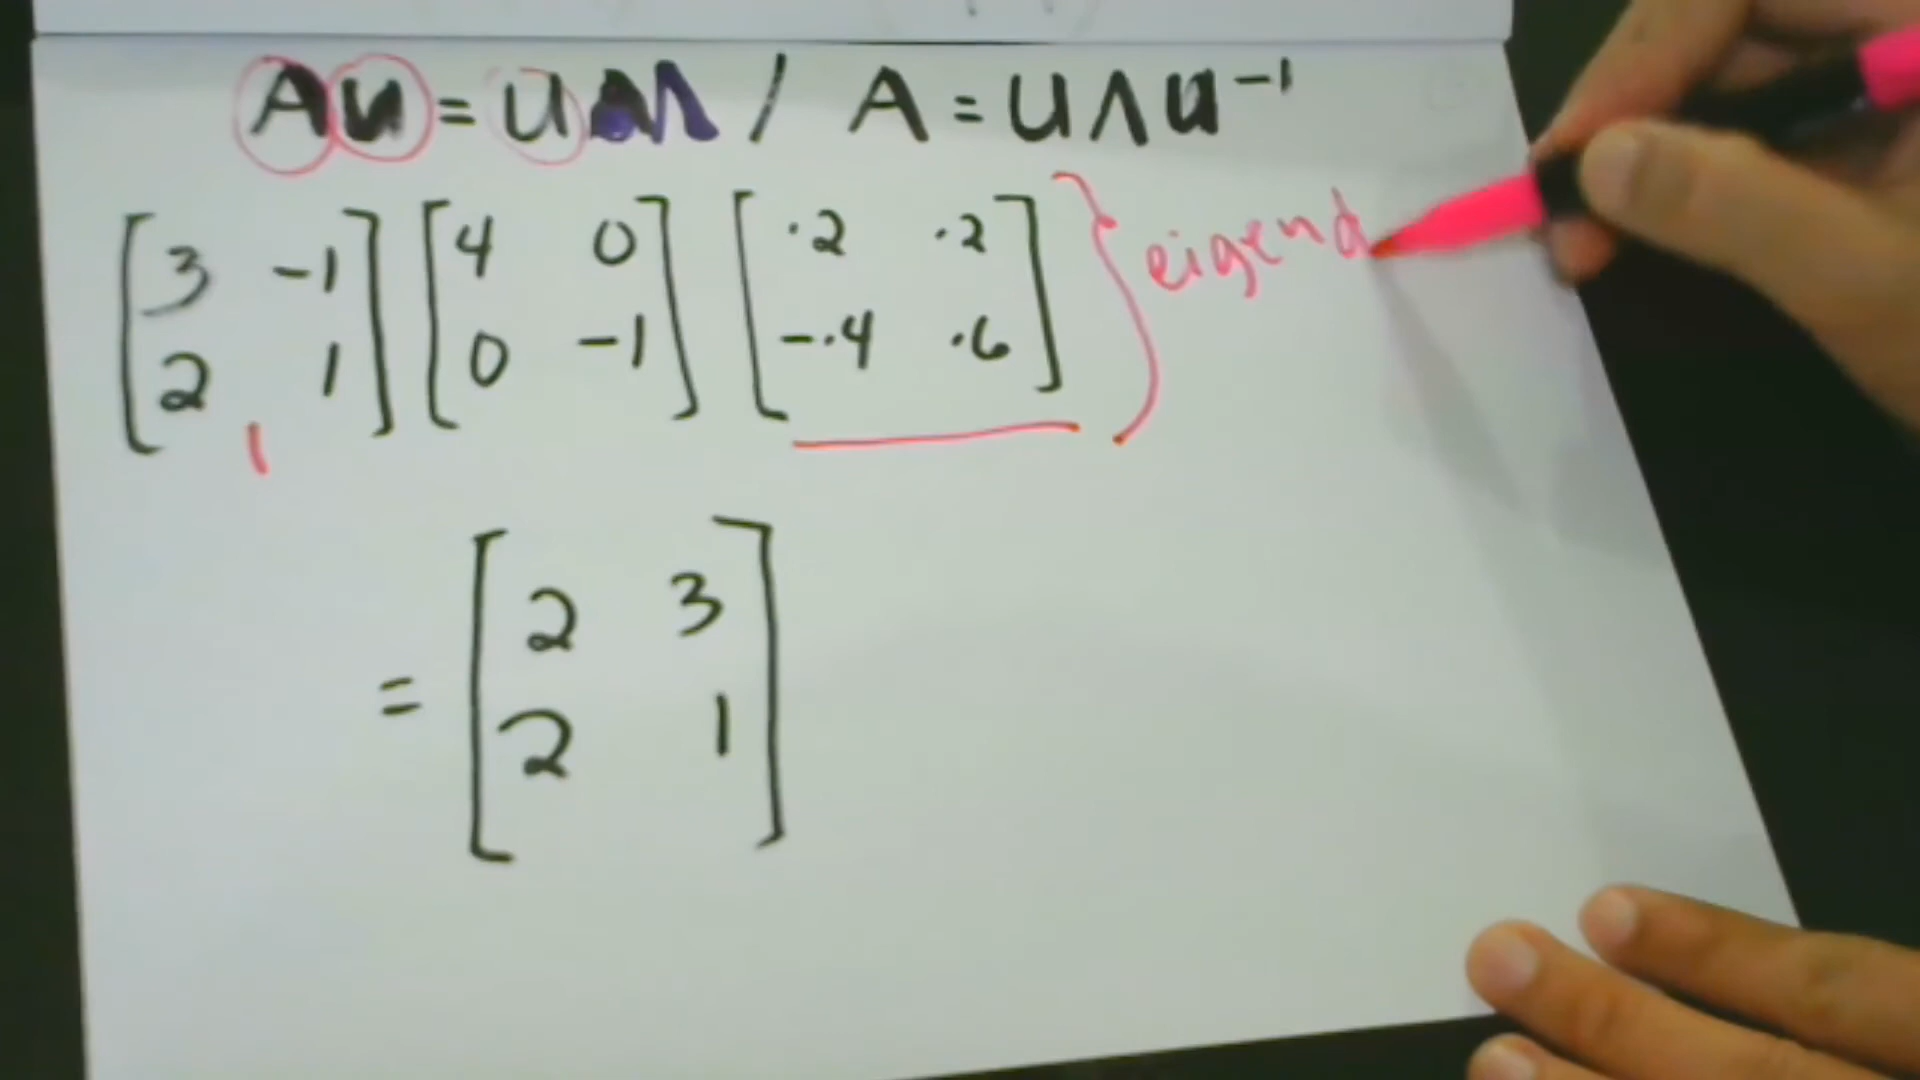 AU = UΛ / A = UΛU⁻¹
[3 -1] [4 0] [.2 .2] } eigend
[2 1] [0 -1] [-.4 .6]
= [2 3]
[2 1]